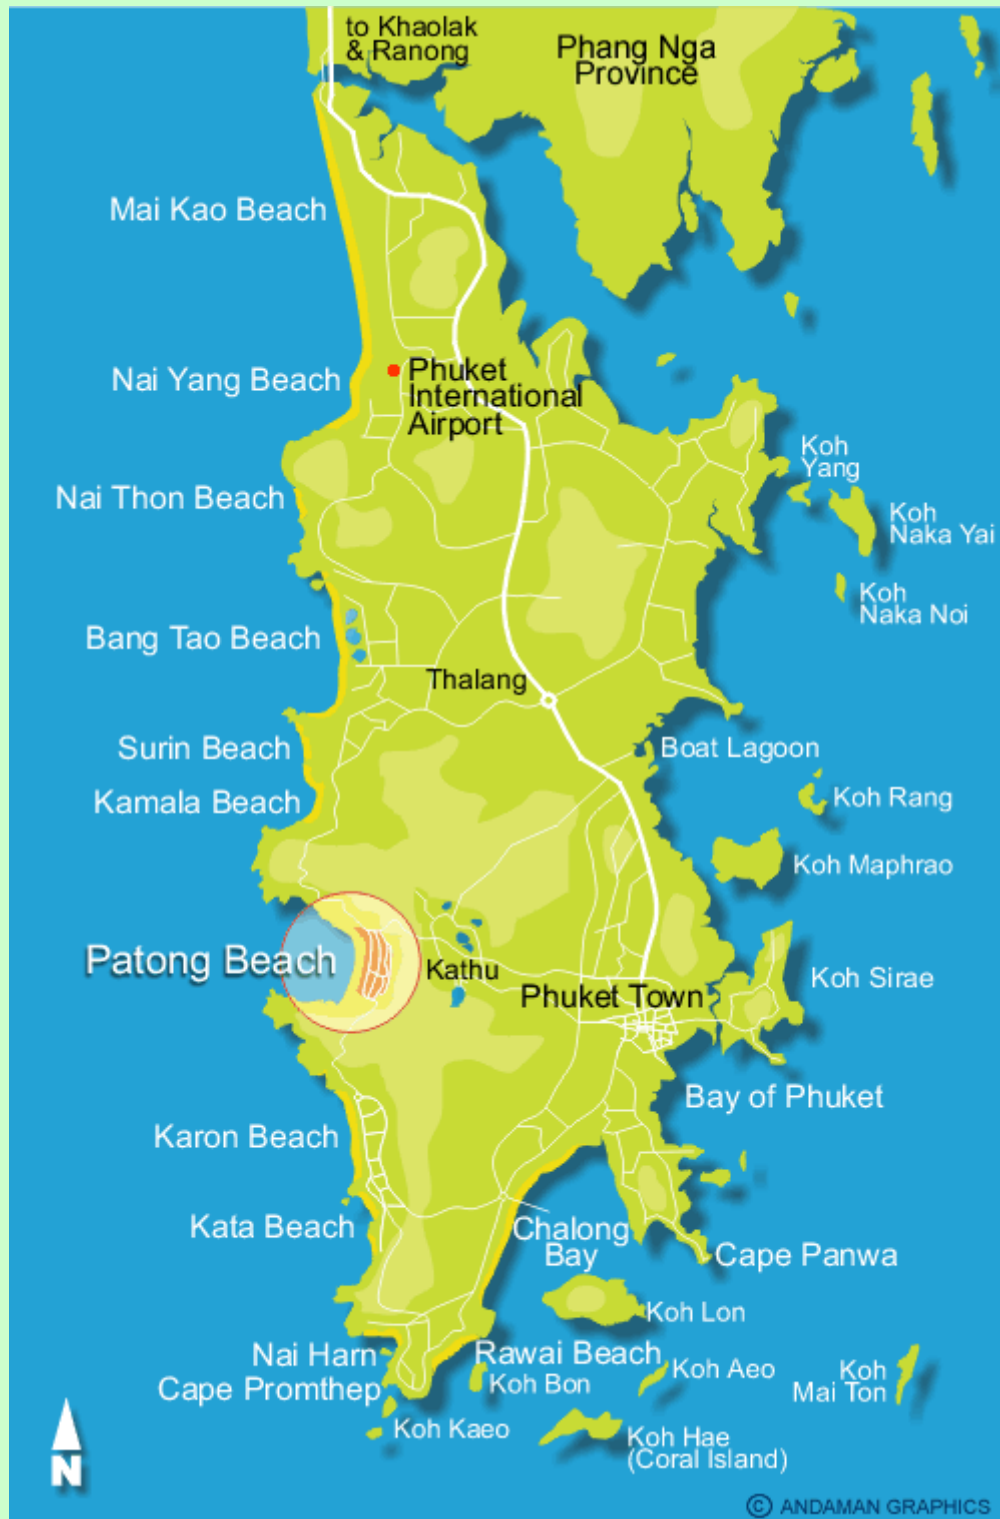 to Khaolak
& Ranong
Phang Nga
Province
Mai Kao Beach
Nai Yang Beach
Phuket
International
Airport
Koh
Yang
Nai Thon Beach
Koh
Naka Yai
Koh
Naka Noi
Bang Tao Beach
Thalang
Surin Beach
Boat Lagoon
Kamala Beach
Koh Rang
Koh Maphrao
Patong Beach
Kathu
Koh Sirae
Phuket Town
Bay of Phuket
Karon Beach
Kata Beach
Chalong
Bay
Cape Panwa
Koh Lon
Nai Harn
Rawai Beach
Koh Aeo
Koh
Mai Ton
Cape Promthep
Koh Bon
Koh Kaeo
Koh Hae
(Coral Island)
N
© ANDAMAN GRAPHICS